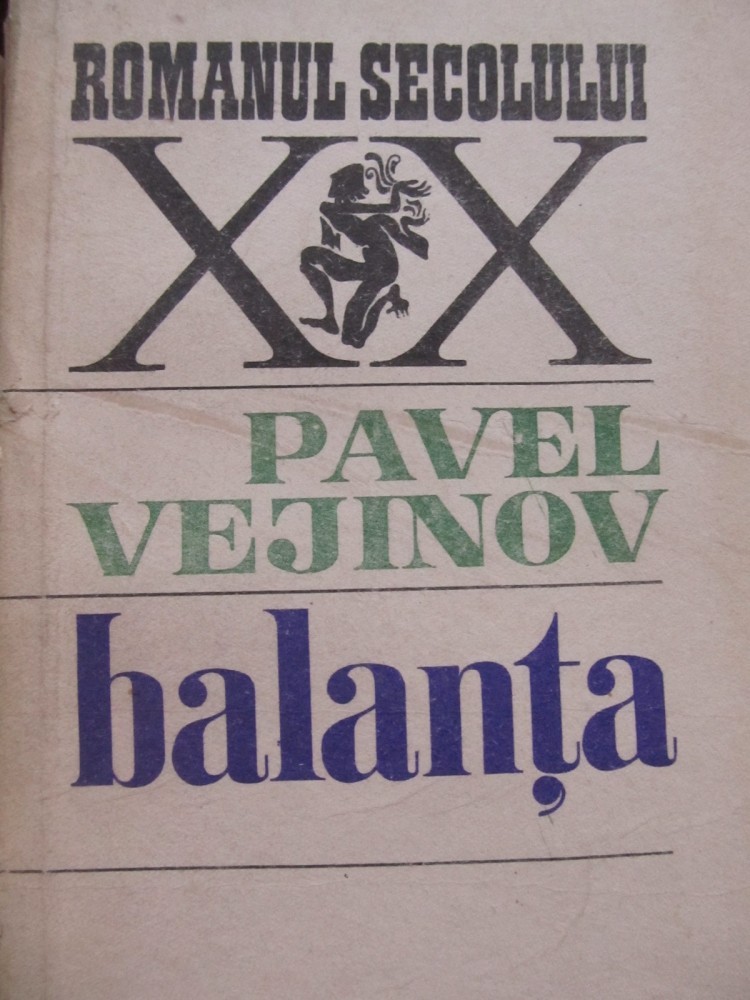 ROMANUL SECOLULUI
XX
PAVEL
VEJINOV
balanța